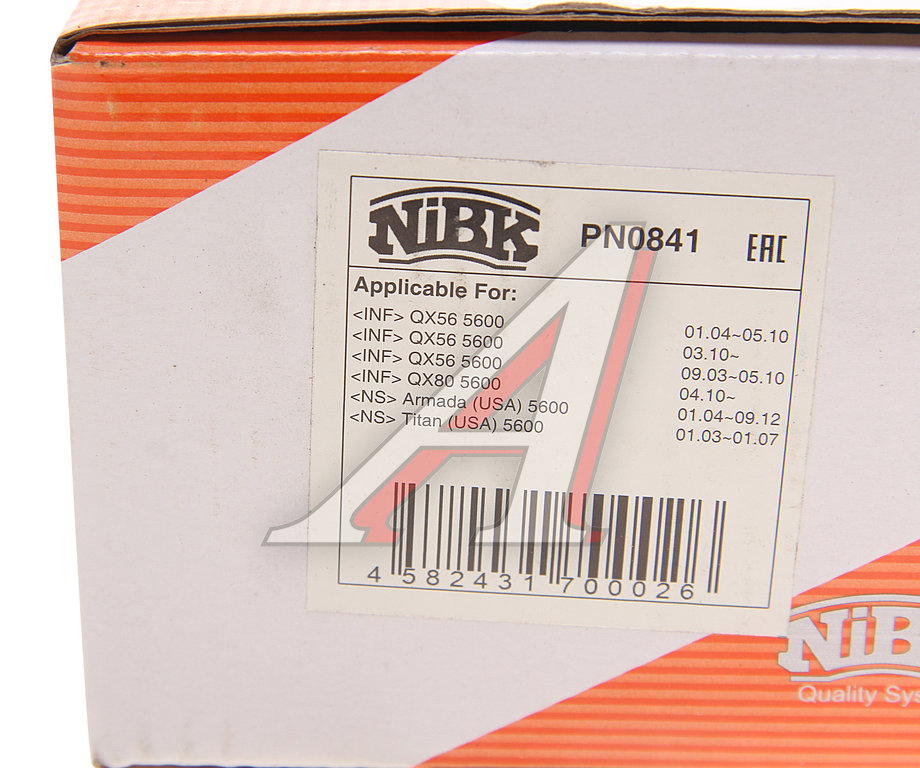 NiBK PN0841 EAC
Applicable For:
<INF> QX56 5600 01.04~05.10
<INF> QX56 5600 03.10~
<INF> QX56 5600 09.03~05.10
<INF> QX80 5600 04.10~
<NS> Armada (USA) 5600 01.04~09.12
<NS> Titan (USA) 5600 01.03~01.07
4 582431 700026
NiBK
Quality Sys